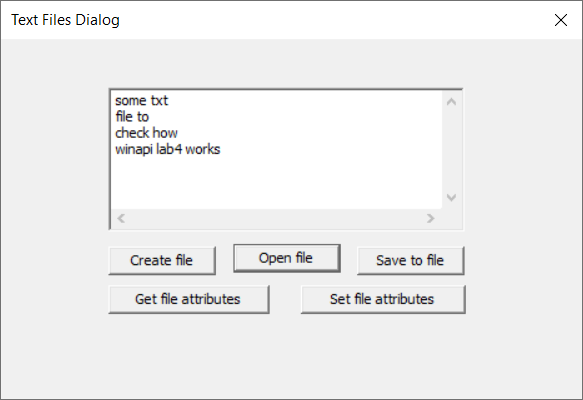 Text Files Dialog
some txt
file to
check how
winapi lab4 works
Create file
Open file
Save to file
Get file attributes
Set file attributes